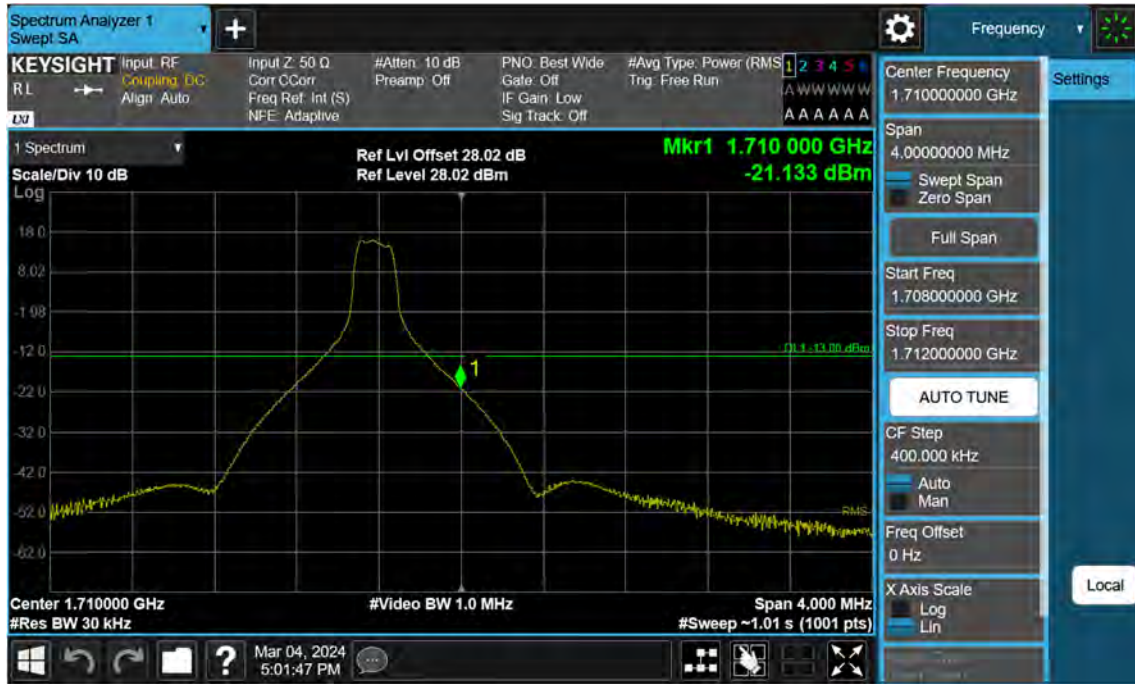 Spectrum Analyzer 1
Swept SA
+
Frequency
KEYSIGHT
RL
LXI
Input: RF
Coupling: DC
Align: Auto
Input Z: 50 Ω
Corr CCorr
Freq Ref: Int (S)
NFE: Adaptive
#Atten: 10 dB
Preamp: Off
PNO: Best Wide
Gate: Off
IF Gain: Low
Sig Track: Off
#Avg Type: Power (RMS
Trig: Free Run
1 2 3 4 5 6
A W W W W W
A A A A A A
1 Spectrum
Scale/Div 10 dB
Ref Lvl Offset 28.02 dB
Ref Level 28.02 dBm
Mkr1 1.710 000 GHz
-21.133 dBm
Log
18.0
8.02
-1.98
-12.0
-22.0
-32.0
-42.0
-52.0
-62.0
DL1 -13.00 dBm
1
RMS
Center 1.710000 GHz
#Video BW 1.0 MHz
Span 4.000 MHz
#Res BW 30 kHz
#Sweep ~1.01 s (1001 pts)
?
Mar 04, 2024
5:01:47 PM
Center Frequency
1.710000000 GHz
Settings
Span
4.00000000 MHz
Swept Span
Zero Span
Full Span
Start Freq
1.708000000 GHz
Stop Freq
1.712000000 GHz
AUTO TUNE
CF Step
400.000 kHz
Auto
Man
Freq Offset
0 Hz
X Axis Scale
Log
Lin
Local